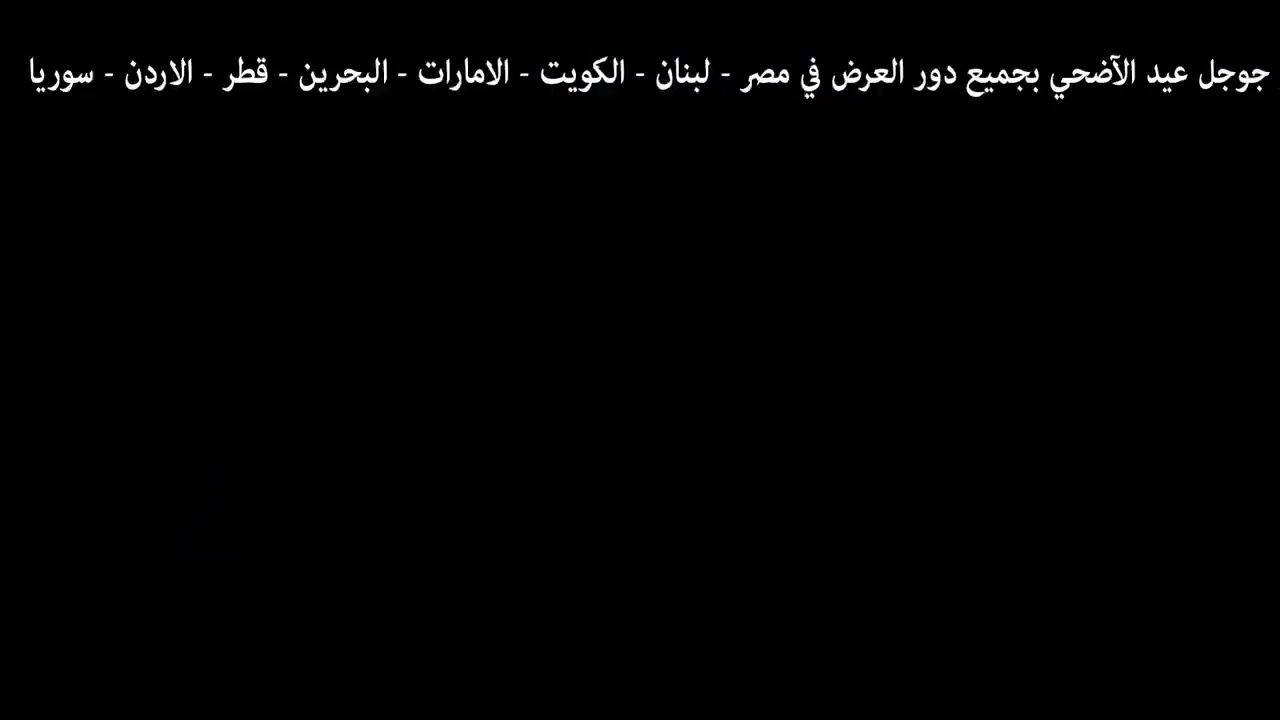 جوجل عيد الآضحي بجميع دور العرض في مصر - لبنان - الكويت - الامارات - البحرين - قطر - الاردن - سوريا